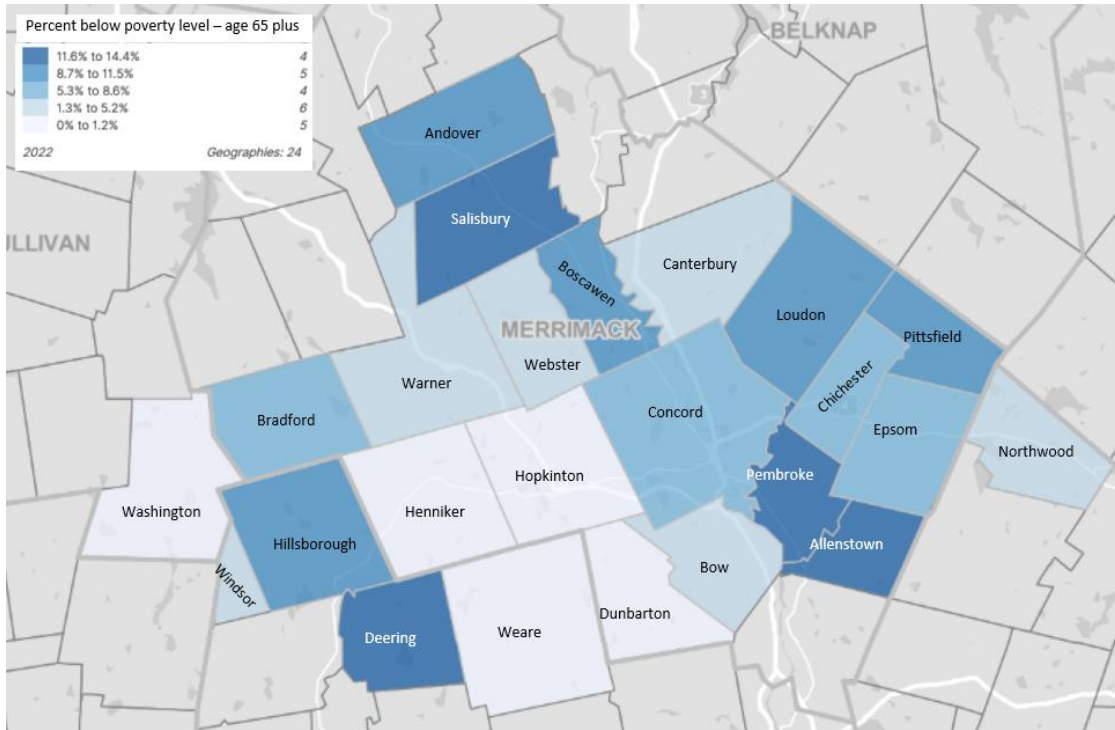 Percent below poverty level – age 65 plus
11.6% to 14.4% 4
8.7% to 11.5% 5
5.3% to 8.6% 4
1.3% to 5.2% 6
0% to 1.2% 5
2022 Geographies: 24
BELKNAP
Andover
Salisbury
ULLIVAN
Canterbury
Boscawen
Loudon
MERRIMACK
Pittsfield
Webster
Chichester
Warner
Concord
Bradford
Epsom
Northwood
Hopkinton
Pembroke
Washington
Henniker
Hillsborough
Allenstown
Windsor
Bow
Dunbarton
Deering
Weare